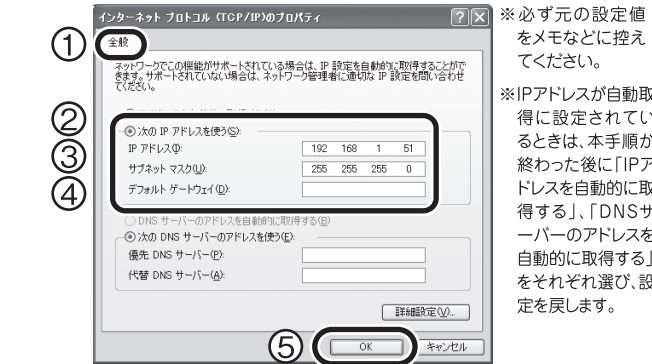 インターネット プロトコル (TCP/IP)のプロパティ
①
全般
ネットワークでこの機能がサポートされている場合は、IP 設定を自動的に取得することがで
きます。サポートされていない場合は、ネットワーク管理者に適切な IP 設定を問い合わせ
てください。
②
次の IP アドレスを使う(S):
③
IP アドレス(I): 192 168 1 51
サブネット マスク(U): 255 255 255 0
④
デフォルト ゲートウェイ(D):
DNS サーバーのアドレスを自動的に取得する(B)
次の DNS サーバーのアドレスを使う(E):
優先 DNS サーバー(P):
代替 DNS サーバー(A):
詳細設定(V)...
⑤
OK
キャンセル
※必ず元の設定値
をメモなどに控え
てください。
※IPアドレスが自動取
得に設定されてい
るときは、本手順が
終わった後に「IPア
ドレスを自動的に取
得する」、「DNSサ
ーバーのアドレスを
自動的に取得する」
をそれぞれ選び、設
定を戻します。